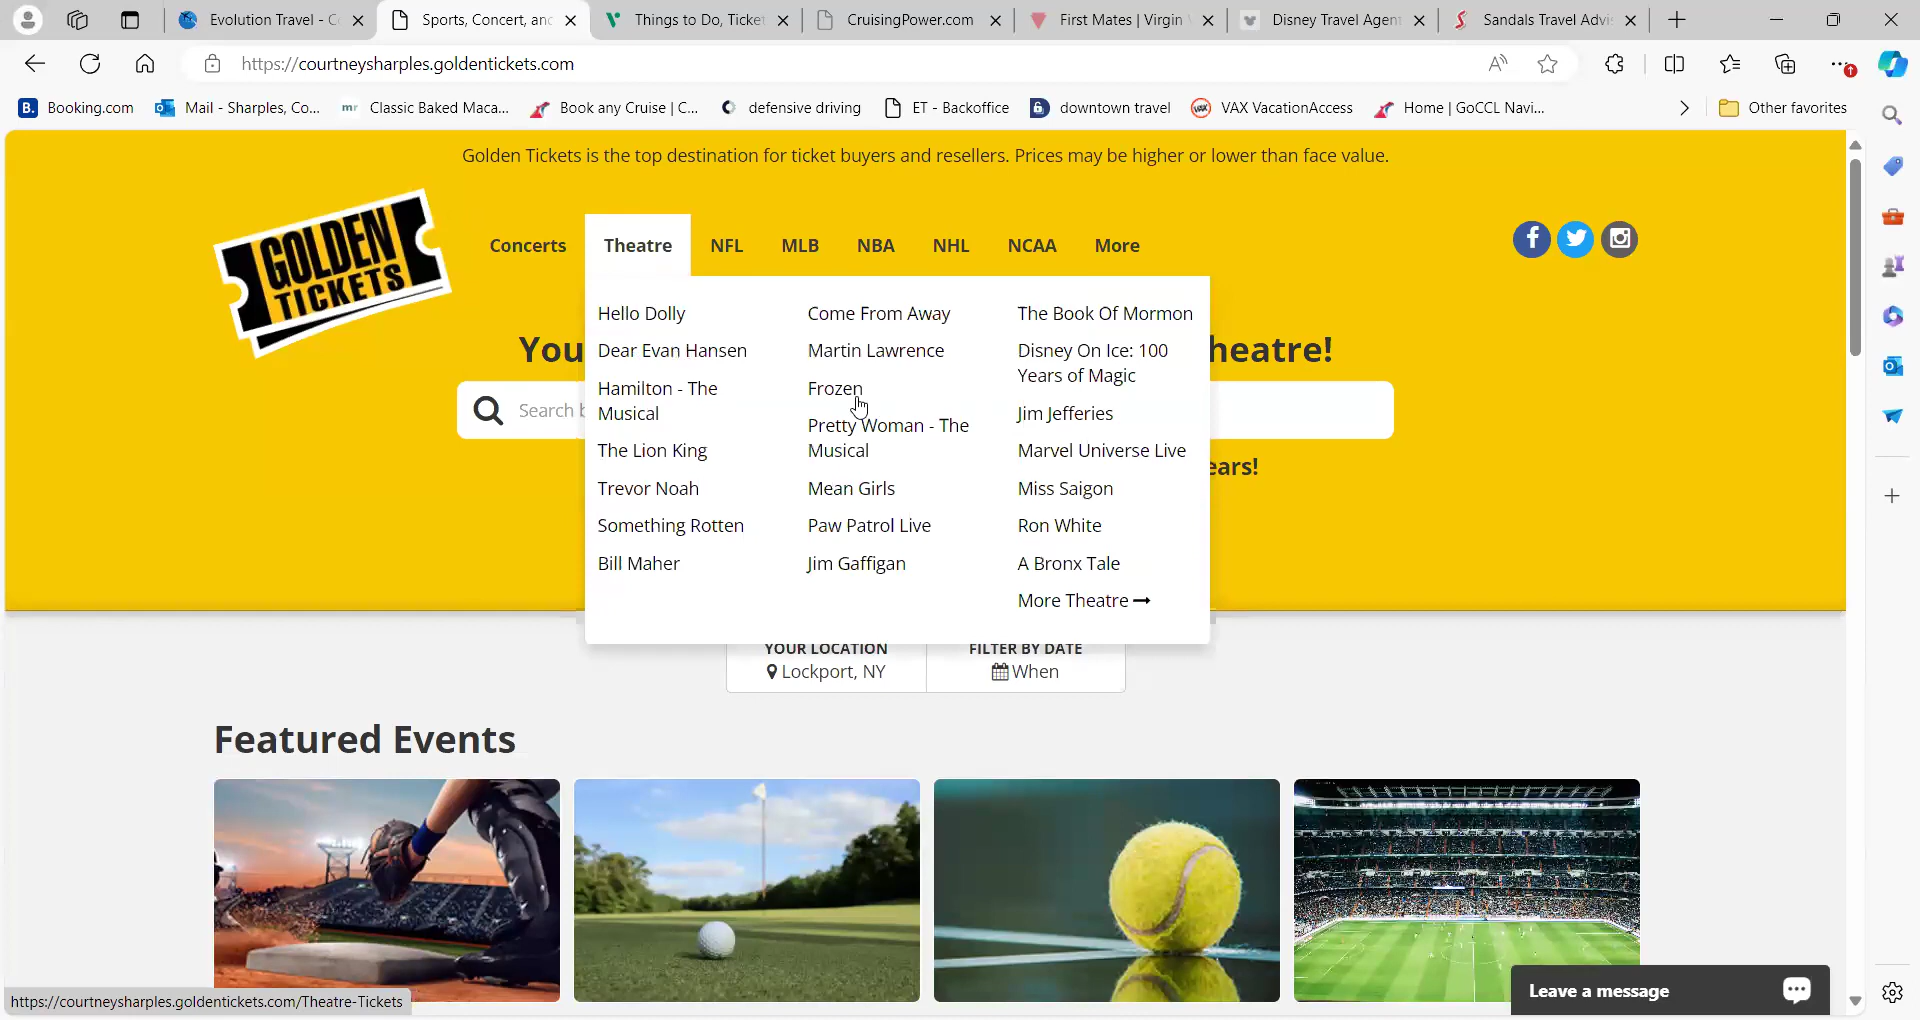 Evolution Travel - C
Sports, Concert, an
Things to Do, Ticke
CruisingPower.com
First Mates | Virgin
Disney Travel Agen
Sandals Travel Advi
https://courtneysharples.goldentickets.com
Booking.com
Mail - Sharples, Co...
mr
Classic Baked Maca...
Book any Cruise | C...
defensive driving
ET - Backoffice
downtown travel
VAX VacationAccess
Home | GoCCL Navi...
Other favorites
Golden Tickets is the top destination for ticket buyers and resellers. Prices may be higher or lower than face value.
GOLDEN
TICKETS
Concerts
Theatre
NFL
MLB
NBA
NHL
NCAA
More
You
heatre!
Search
ears!
Hello Dolly
Dear Evan Hansen
Hamilton - The
Musical
The Lion King
Trevor Noah
Something Rotten
Bill Maher
Come From Away
Martin Lawrence
Frozen
Pretty Woman - The
Musical
Mean Girls
Paw Patrol Live
Jim Gaffigan
The Book Of Mormon
Disney On Ice: 100
Years of Magic
Jim Jefferies
Marvel Universe Live
Miss Saigon
Ron White
A Bronx Tale
More Theatre
YOUR LOCATION
Lockport, NY
FILTER BY DATE
When
Featured Events
https://courtneysharples.goldentickets.com/Theatre-Tickets
Leave a message